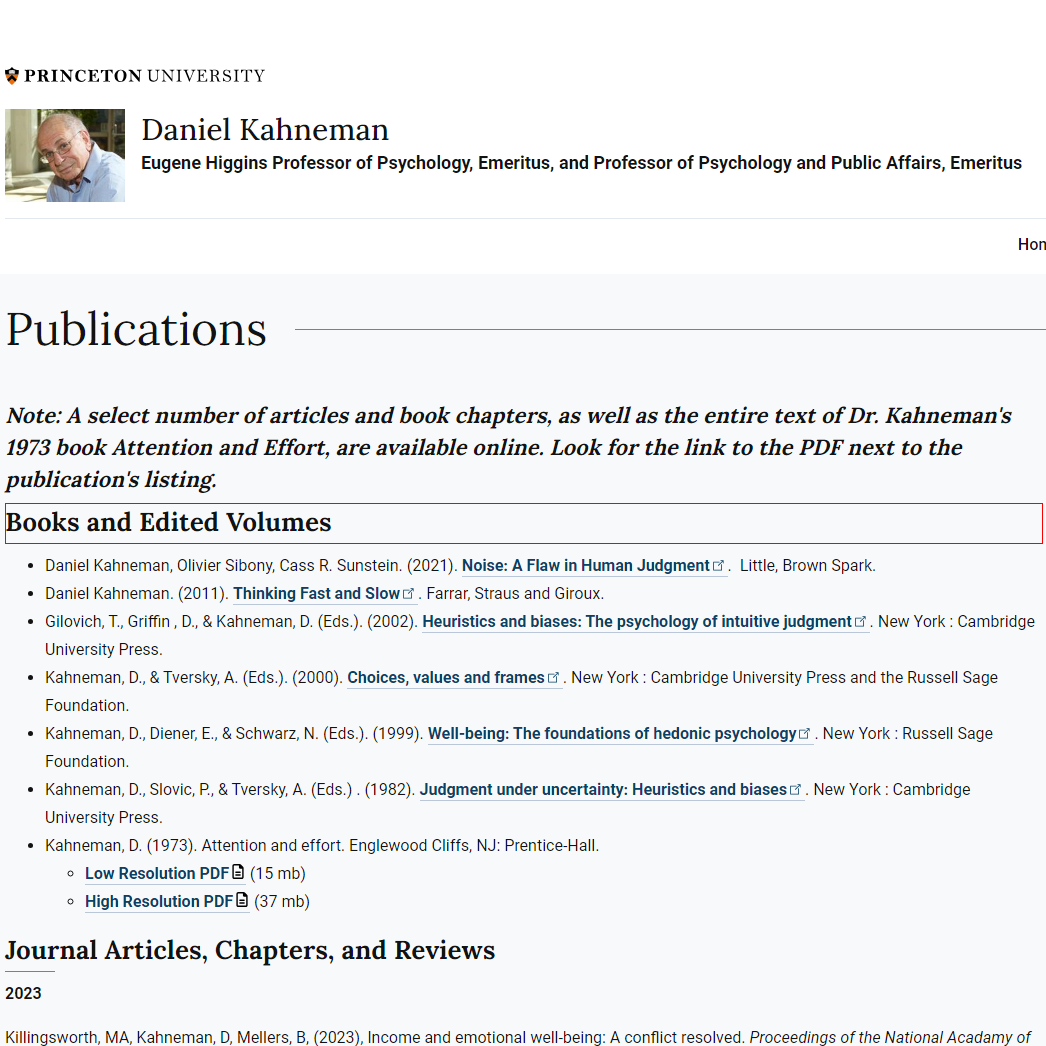 PRINCETON UNIVERSITY
Daniel Kahneman
Eugene Higgins Professor of Psychology, Emeritus, and Professor of Psychology and Public Affairs, Emeritus
Publications
Note: A select number of articles and book chapters, as well as the entire text of Dr. Kahneman's
1973 book Attention and Effort, are available online. Look for the link to the PDF next to the
publication's listing.
Books and Edited Volumes
Daniel Kahneman, Olivier Sibony, Cass R. Sunstein. (2021). Noise: A Flaw in Human Judgment. Little, Brown Spark.
Daniel Kahneman. (2011). Thinking Fast and Slow. Farrar, Straus and Giroux.
Gilovich, T., Griffin , D., & Kahneman, D. (Eds.). (2002). Heuristics and biases: The psychology of intuitive judgment. New York : Cambridge
University Press.
Kahneman, D., & Tversky, A. (Eds.). (2000). Choices, values and frames. New York : Cambridge University Press and the Russell Sage
Foundation.
Kahneman, D., Diener, E., & Schwarz, N. (Eds.). (1999). Well-being: The foundations of hedonic psychology. New York : Russell Sage
Foundation.
Kahneman, D., Slovic, P., & Tversky, A. (Eds.) . (1982). Judgment under uncertainty: Heuristics and biases. New York : Cambridge
University Press.
Kahneman, D. (1973). Attention and effort. Englewood Cliffs, NJ: Prentice-Hall.
Low Resolution PDF (15 mb)
High Resolution PDF (37 mb)
Journal Articles, Chapters, and Reviews
2023
Killingsworth, MA, Kahneman, D, Mellers, B, (2023), Income and emotional well-being: A conflict resolved. Proceedings of the National Acadamy of